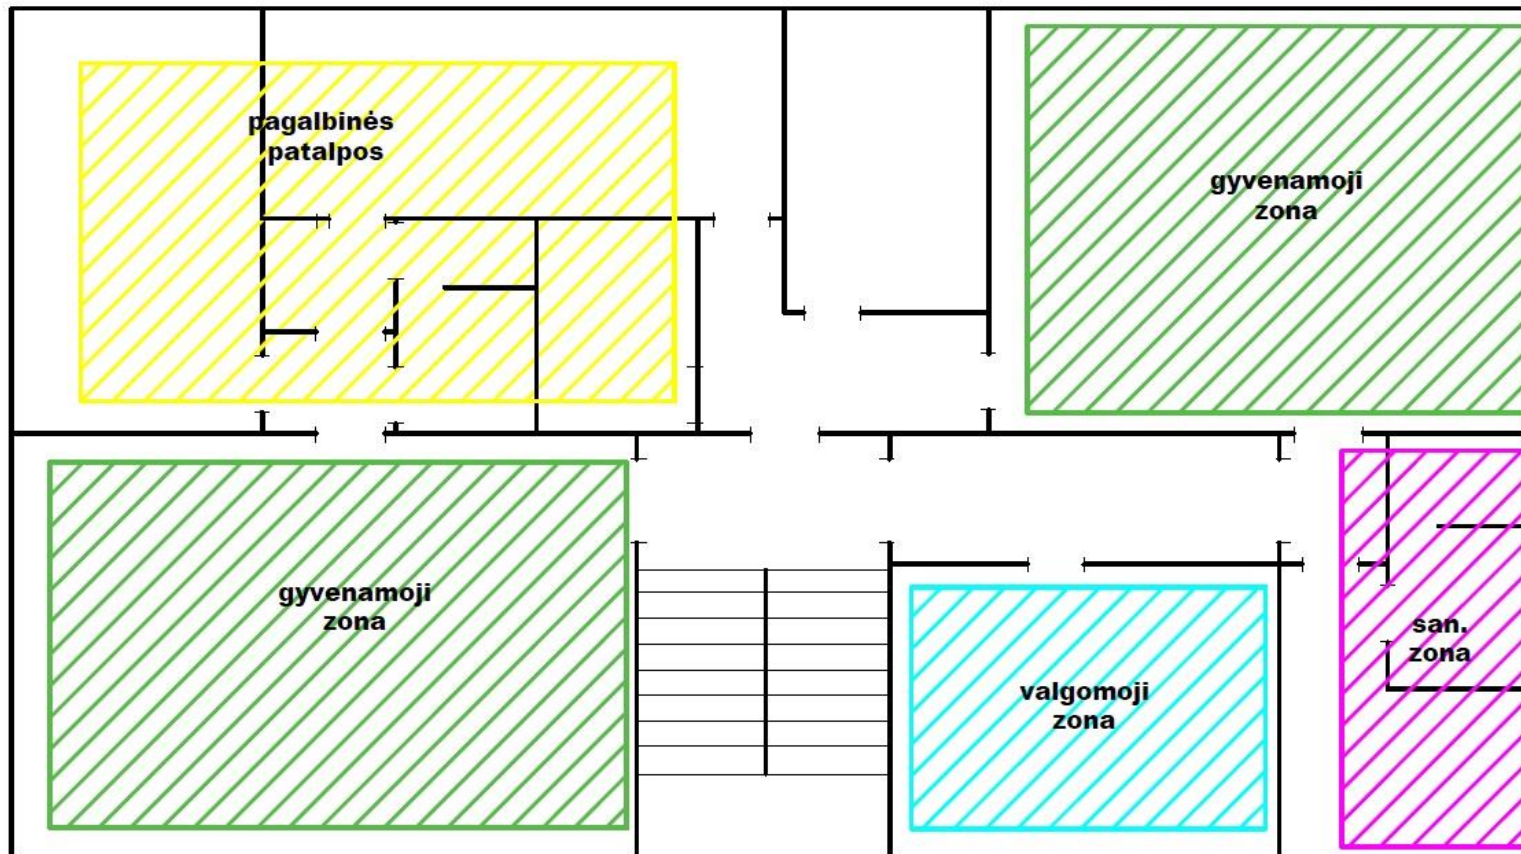 pagalbinės
patalpos
gyvenamoji
zona
gyvenamoji
zona
valgomoji
zona
san.
zona